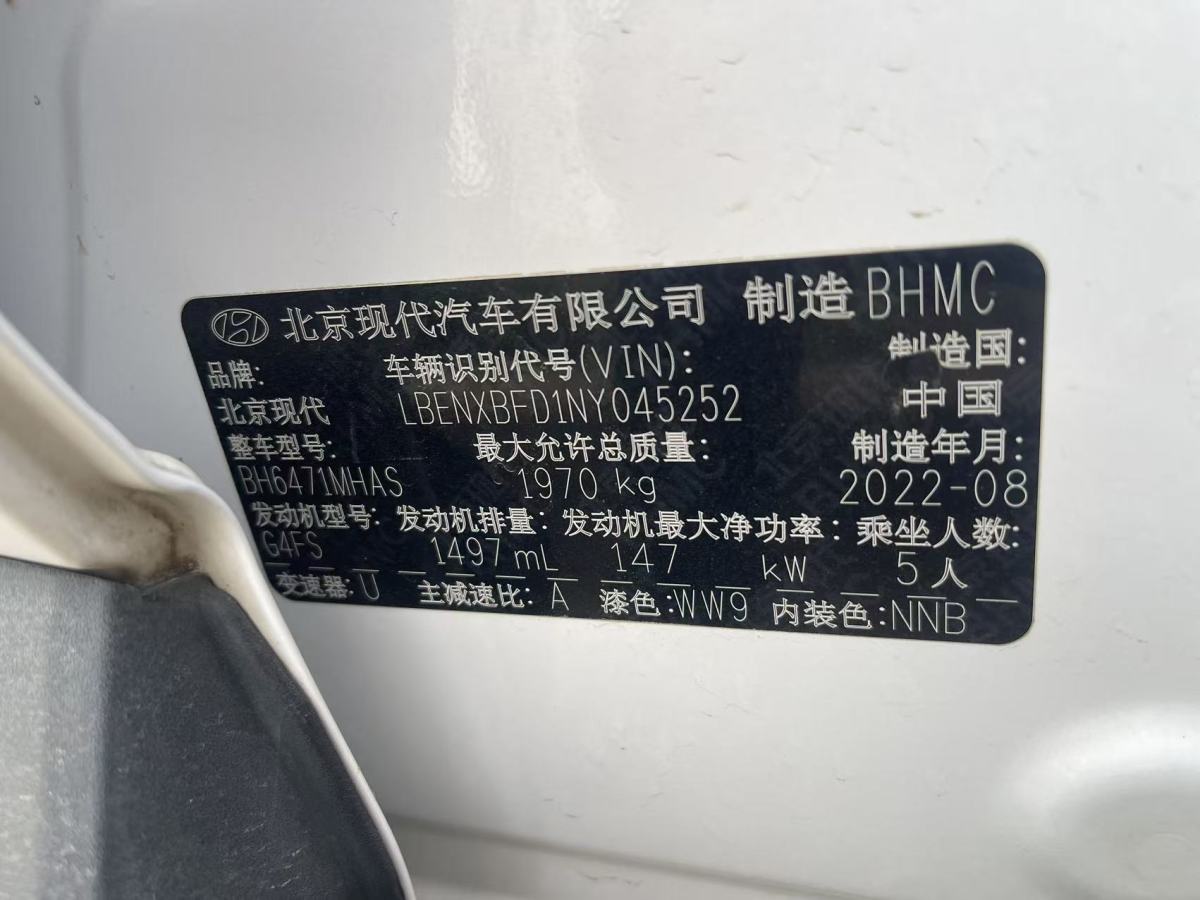 北京现代汽车有限公司 制造 BHMC
品牌: 车辆识别代号(VIN): 制造国:
北京现代 LBENXBFD1NY045252 中国
整车型号: 最大允许总质量: 制造年月:
BH6471MHAS 1970 kg 2022-08
发动机型号: 发动机排量: 发动机最大净功率: 乘坐人数:
G4FS 1497 mL 147 kW 5 人
变速器: U 主减速比: A 漆色:WW9 内装色:NNB